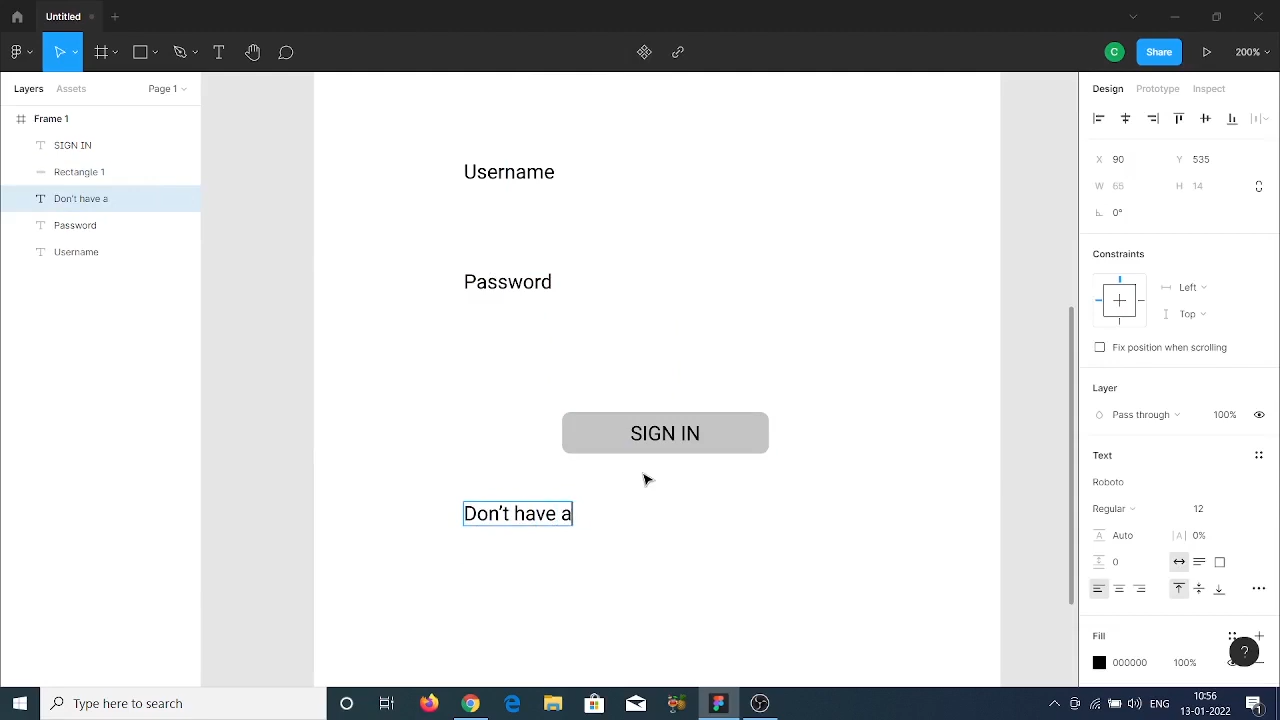 Untitled
Share
200%
Layers
Assets
Page 1
Frame 1
SIGN IN
Rectangle 1
Don't have a
Password
Username
Username
Password
SIGN IN
Don't have a
Design
Prototype
Inspect
X 90
Y 535
W 65
H 14
0°
Constraints
Left
Top
Fix position when scrolling
Layer
Pass through
100%
Text
Roboto
Regular
12
A Auto
|A| 0%
0
Fill
000000
100%
?
C
Type here to search
10:56
13-01-2022